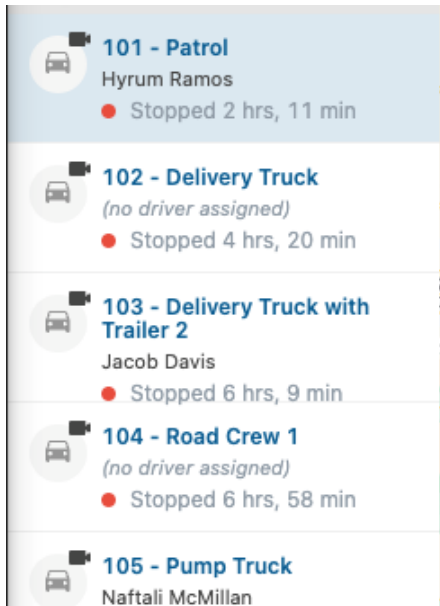 101 - Patrol
Hyrum Ramos
Stopped 2 hrs, 11 min
102 - Delivery Truck
(no driver assigned)
Stopped 4 hrs, 20 min
103 - Delivery Truck with
Trailer 2
Jacob Davis
Stopped 6 hrs, 9 min
104 - Road Crew 1
(no driver assigned)
Stopped 6 hrs, 58 min
105 - Pump Truck
Naftali McMillan